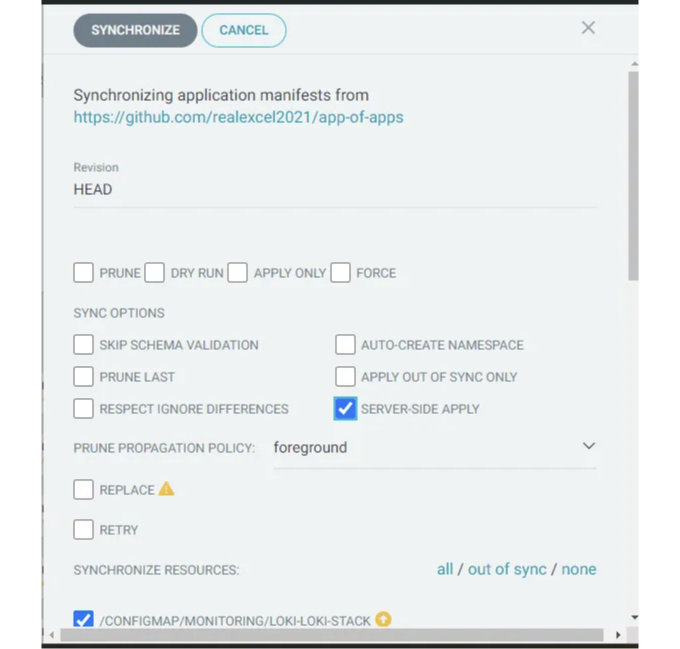 SYNCHRONIZE CANCEL
Synchronizing application manifests from
https://github.com/realexcel2021/app-of-apps
Revision
HEAD
PRUNE DRY RUN APPLY ONLY FORCE
SYNC OPTIONS
SKIP SCHEMA VALIDATION AUTO-CREATE NAMESPACE
PRUNE LAST APPLY OUT OF SYNC ONLY
RESPECT IGNORE DIFFERENCES SERVER-SIDE APPLY
PRUNE PROPAGATION POLICY: foreground
REPLACE
RETRY
SYNCHRONIZE RESOURCES: all / out of sync / none
/CONFIGMAP/MONITORING/LOKI-LOKI-STACK